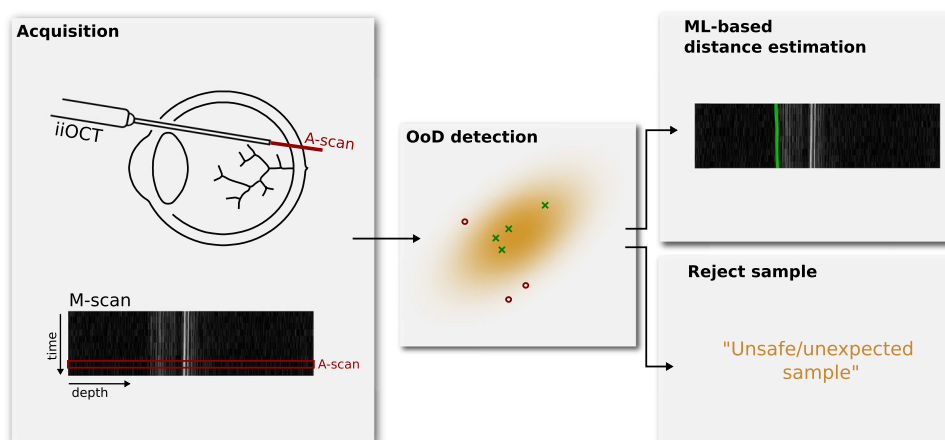 Acquisition
iiOCT
A-scan
M-scan
time
A-scan
depth
OoD detection
ML-based
distance estimation
Reject sample
"Unsafe/unexpected
sample"